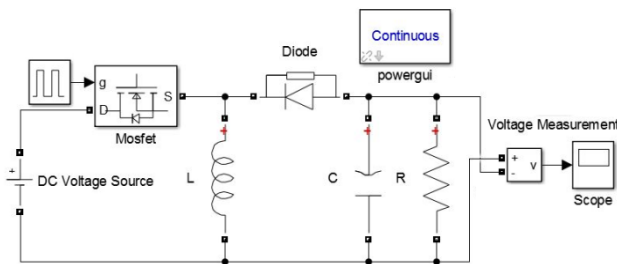 Continuous
powergui
Diode
g
D
S
Mosfet
Voltage Measurement
+
-
v
Scope
+
DC Voltage Source
L
+
C
+
R
+